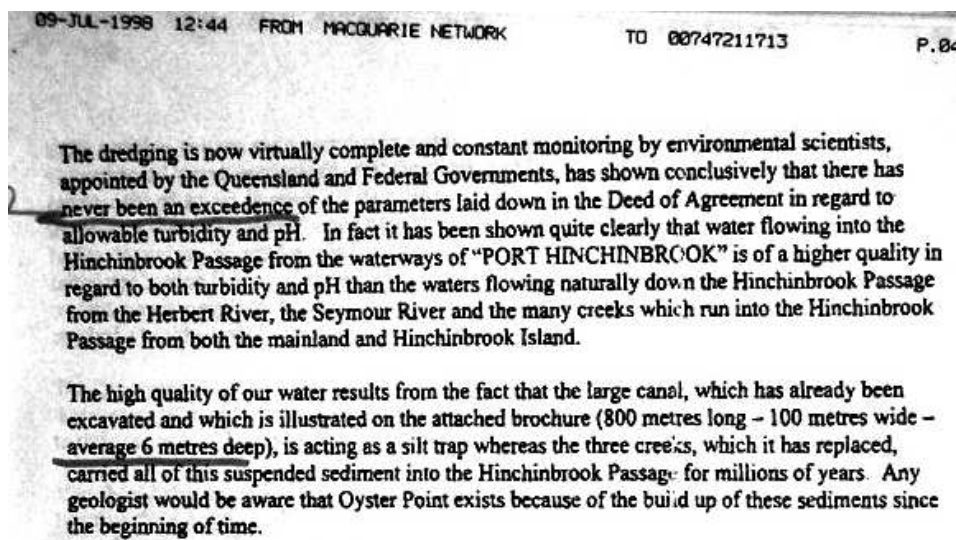 09-JUL-1998 12:44 FROM MACQUARIE NETWORK TO 00747211713 P.04
The dredging is now virtually complete and constant monitoring by environmental scientists,
appointed by the Queensland and Federal Governments, has shown conclusively that there has
never been an exceedence of the parameters laid down in the Deed of Agreement in regard to
allowable turbidity and pH. In fact it has been shown quite clearly that water flowing into the
Hinchinbrook Passage from the waterways of “PORT HINCHINBROOK” is of a higher quality in
regard to both turbidity and pH than the waters flowing naturally down the Hinchinbrook Passage
from the Herbert River, the Seymour River and the many creeks which run into the Hinchinbrook
Passage from both the mainland and Hinchinbrook Island.
The high quality of our water results from the fact that the large canal, which has already been
excavated and which is illustrated on the attached brochure (800 metres long – 100 metres wide –
average 6 metres deep), is acting as a silt trap whereas the three creeks, which it has replaced,
carried all of this suspended sediment into the Hinchinbrook Passage for millions of years. Any
geologist would be aware that Oyster Point exists because of the build up of these sediments since
the beginning of time.